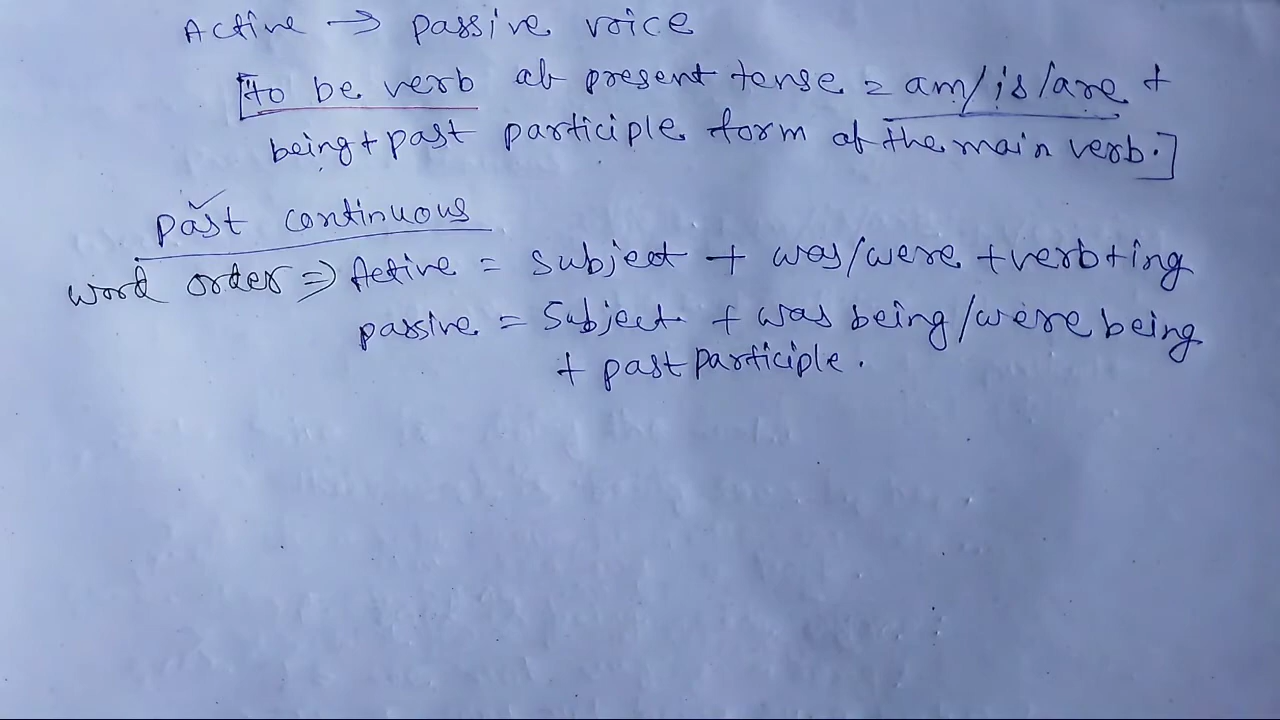 Active → passive voice
[To be verb of present tense = am/is/are +
being + past participle form of the main verb.]
Past continuous
word order ⇒ Active = subject + was/were + verb + ing
passive = Subject + was being/were being
+ past participle.